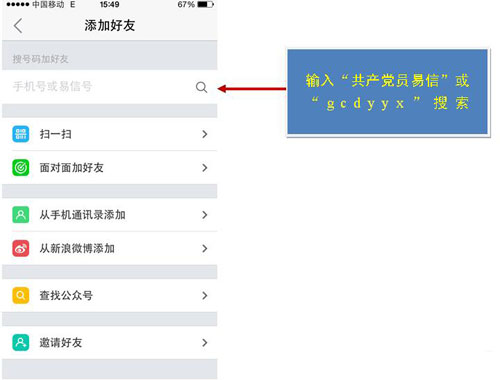 中国移动 E 15:49 67%
添加好友
搜号码加好友
手机号或易信号
扫一扫
面对面加好友
从手机通讯录添加
从新浪微博添加
查找公众号
邀请好友
输入“共产党员易信”或
“gcdyyx”搜索